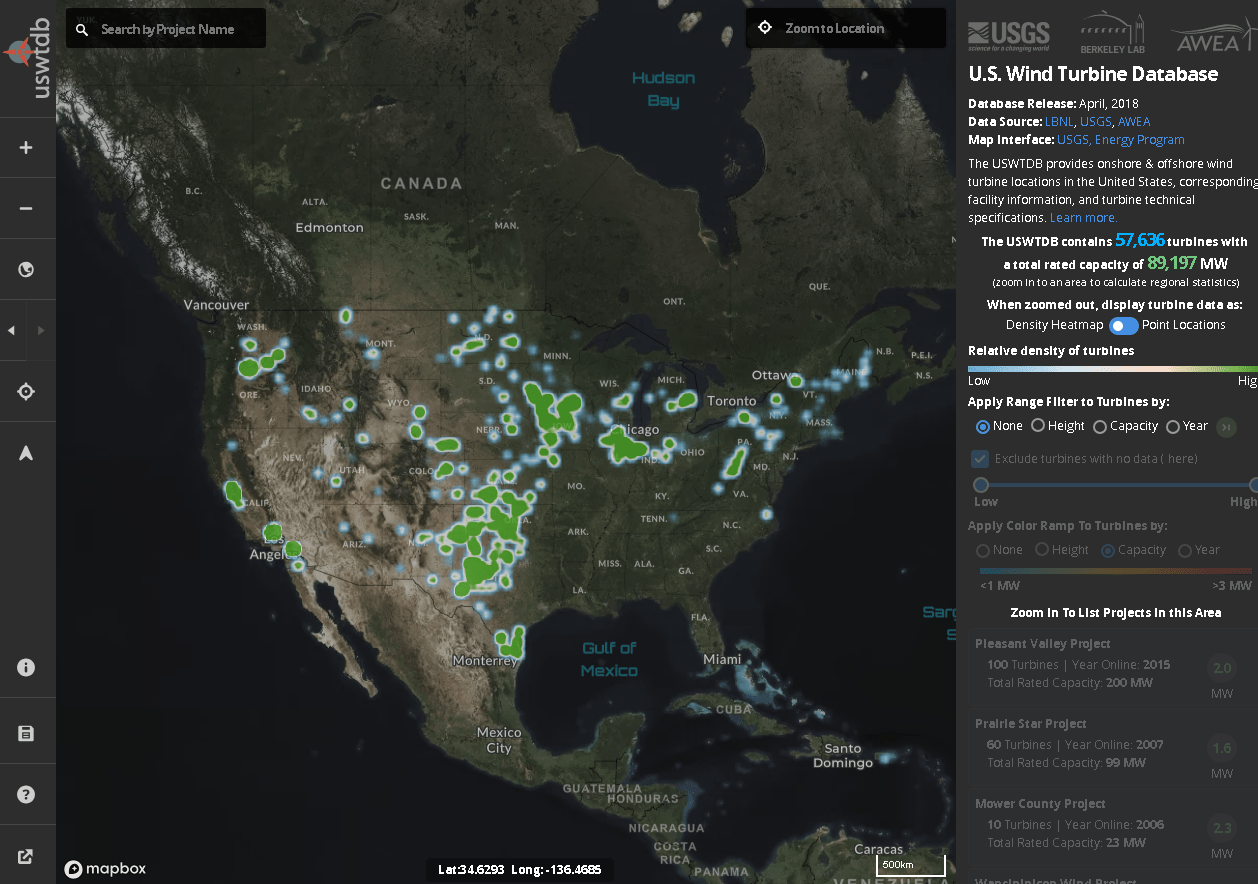 uswtdb
Search by Project Name
Zoom to Location
Hudson
Bay
CANADA
B.C.
ALTA.
SASK.
MAN.
Edmonton
QUE.
ONT.
Vancouver
WASH.
MONT.
N.D.
MINN.
N.B.
P.E.I.
N.S.
MAINE
Ottawa
ORE.
IDAHO
S.D.
WIS.
MICH.
Toronto
VT.
N.Y.
MASS.
WYO.
IOWA
NEBR.
Chicago
PA.
N.J.
NEV.
UTAH
COLO.
IND.
OHIO
MD.
CALIF.
MO.
KY.
VA.
Los
Angeles
ARIZ.
OKLA.
ARK.
TENN.
N.C.
S.C.
MISS.
ALA.
GA.
LA.
FLA.
Gulf of
Mexico
Monterrey
Miami
CUBA
Mexico
City
Santo
Domingo
GUATEMALA
HONDURAS
NICARAGUA
COSTA
RICA
PANAMA
Caracas
VENEZUELA
mapbox
Lat:34.6293 Long: -136.4685
500km
USGS
science for a changing world
BERKELEY LAB
AWEA
U.S. Wind Turbine Database
Database Release: April, 2018
Data Source: LBNL, USGS, AWEA
Map Interface: USGS, Energy Program
The USWTDB provides onshore & offshore wind
turbine locations in the United States, corresponding
facility information, and turbine technical
specifications. Learn more.
The USWTDB contains 57,636 turbines with
a total rated capacity of 89,197 MW
(zoom in to an area to calculate regional statistics)
When zoomed out, display turbine data as:
Density Heatmap Point Locations
Relative density of turbines
Low Hig
Apply Range Filter to Turbines by:
None Height Capacity Year
Exclude turbines with no data ( here)
Low High
Apply Color Ramp To Turbines by:
None Height Capacity Year
<1 MW >3 MW
Zoom In To List Projects in this Area
Pleasant Valley Project
100 Turbines | Year Online: 2015
Total Rated Capacity: 200 MW
2.0
MW
Prairie Star Project
60 Turbines | Year Online: 2007
Total Rated Capacity: 99 MW
1.6
MW
Mower County Project
10 Turbines | Year Online: 2006
Total Rated Capacity: 23 MW
2.3
MW